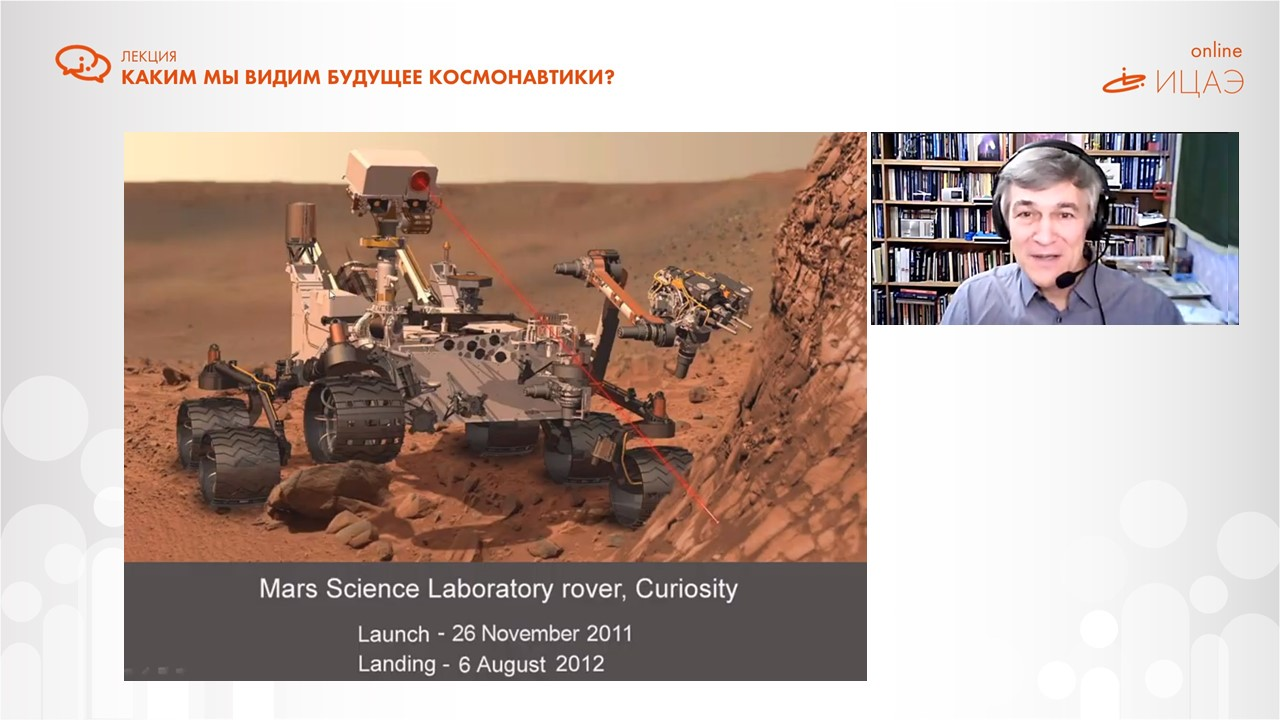 ЛЕКЦИЯ
КАКИМ МЫ ВИДИМ БУДУЩЕЕ КОСМОНАВТИКИ?
online
ИЦАЭ
Mars Science Laboratory rover, Curiosity
Launch - 26 November 2011
Landing - 6 August 2012